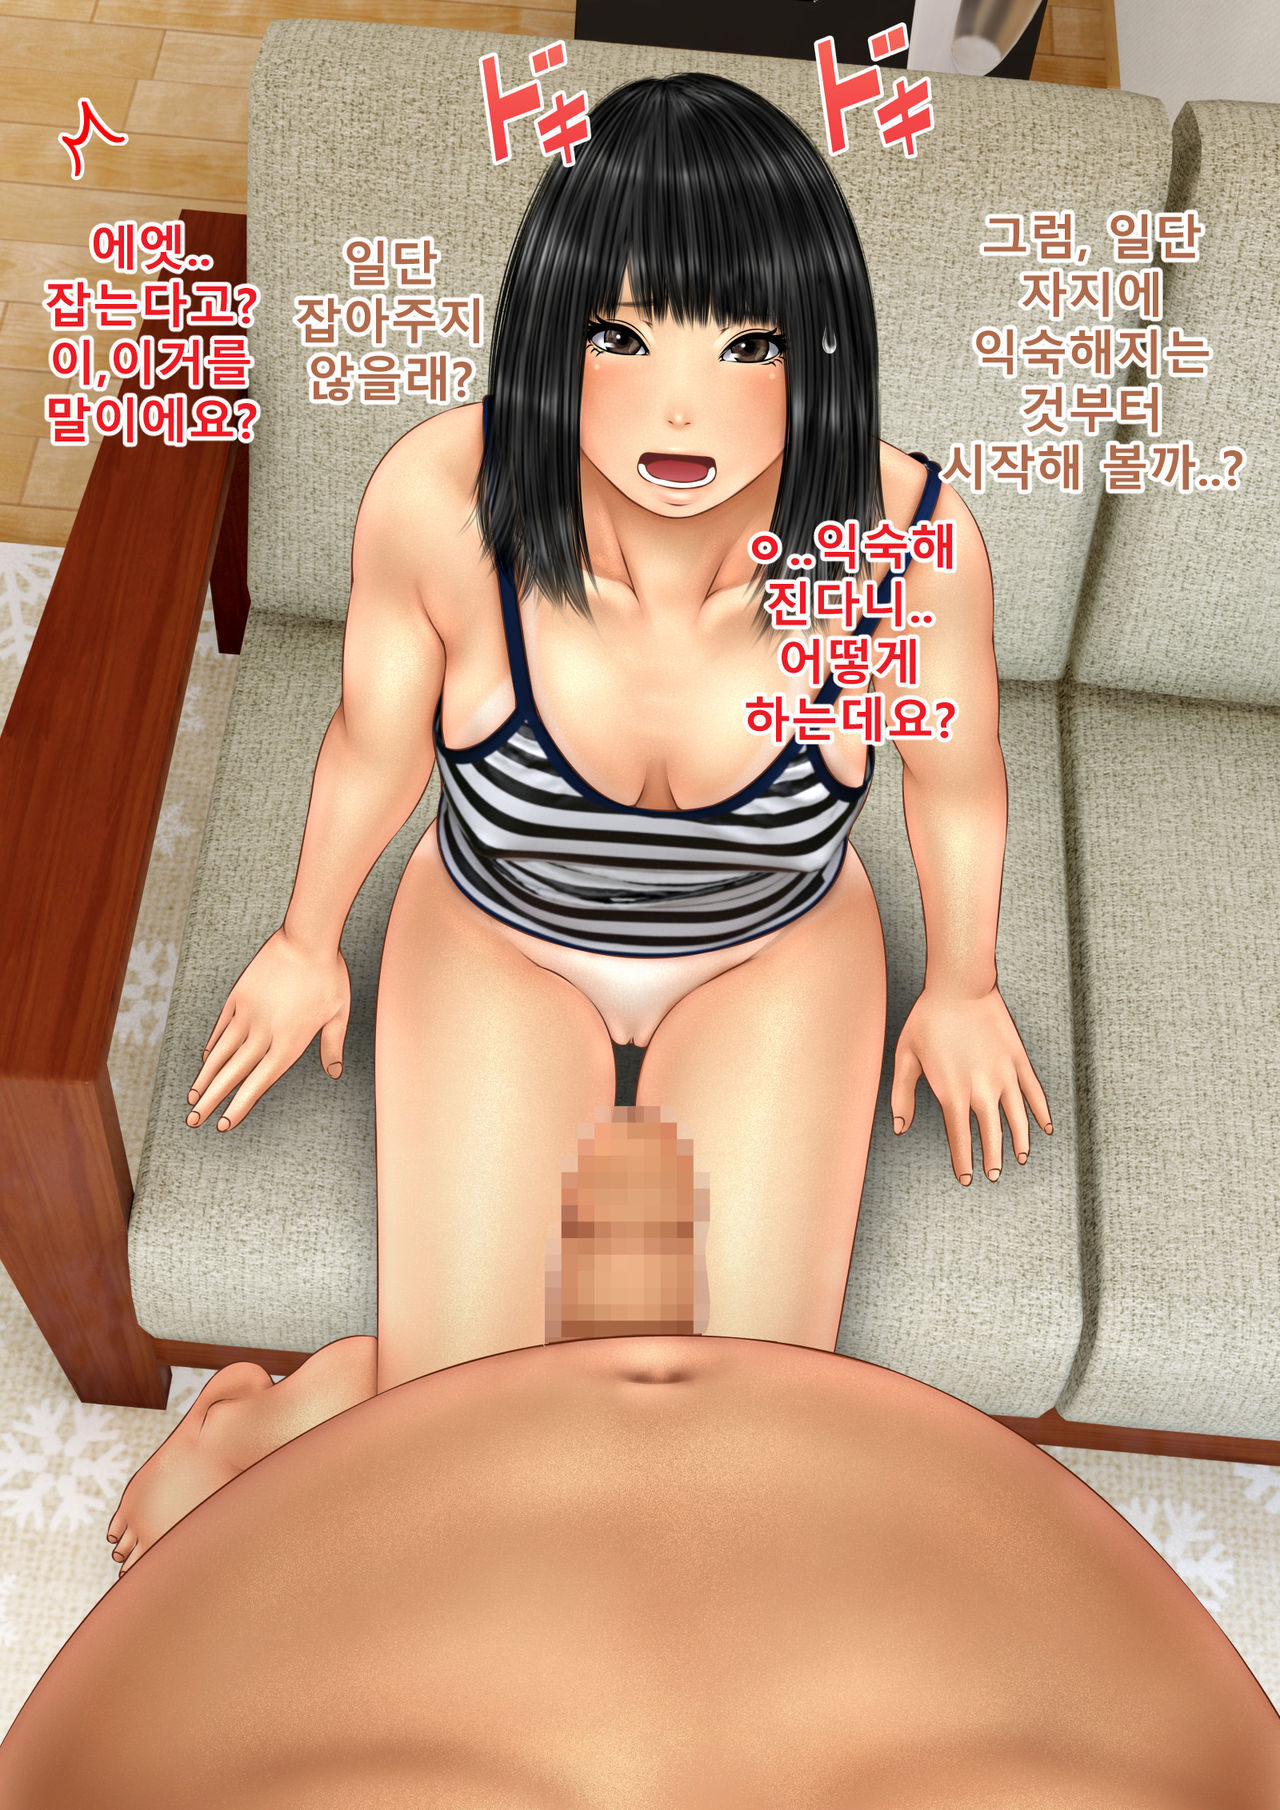 ドキ
ドキ
그럼, 일단
자지에
익숙해지는
것부터
시작해 볼까..?
ㅇ..익숙해
진다니..
어떻게
하는데요?
일단
잡아주지
않을래?
에엣..
잡는다고?
이,이거를
말이에요?